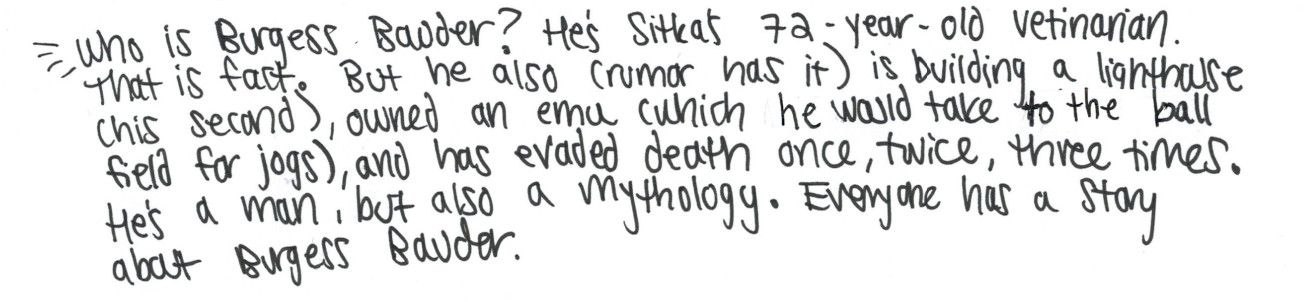 Who is Burgess Bauder? He's Sitka's 72-year-old vetinarian.
That is fact. But he also (rumor has it) is building a lighthouse
(his second), owned an emu (which he would take to the ball
field for jogs), and has evaded death once, twice, three times.
He's a man, but also a mythology. Everyone has a story
about Burgess Bauder.